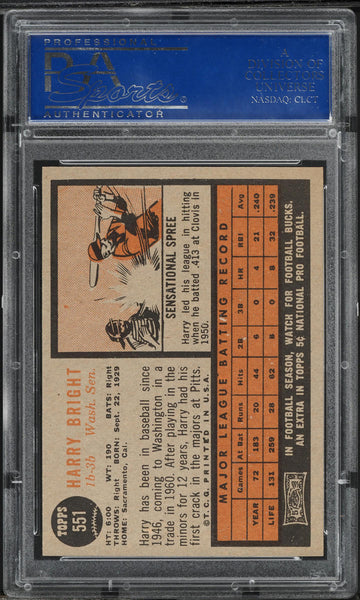 PROFESSIONAL
PSA
Sports
AUTHENTICATOR
A
DIVISION OF
COLLECTORS
UNIVERSE
NASDAQ: CLCT
TOPPS
551
HARRY BRIGHT
1b-3b Wash. Sen.
HT: 6:00 WT: 190 BATS: Right
THROWS: Right BORN: Sept. 22, 1929
HOME: Sacramento, Cal.
Harry has been in baseball since
1946, coming to Washington in a
trade in 1960. After playing in the
minors for 12 years, Harry had his
first crack in the majors at Pitts.
© T.C.G. PRINTED IN U.S.A.
SENSATIONAL SPREE
Harry led his league in hitting
when he batted .413 at Clovis in
1950.
MAJOR LEAGUE BATTING RECORD
Games At Bat Runs Hits 2B 3B HR RBI Avg
YEAR 72 183 20 44 6 0 4 21 .240
LIFE 131 259 28 62 8 0 8 32 .239
IN FOOTBALL SEASON, WATCH FOR FOOTBALL BUCKS.
AN EXTRA IN TOPPS 5¢ NATIONAL PRO FOOTBALL.